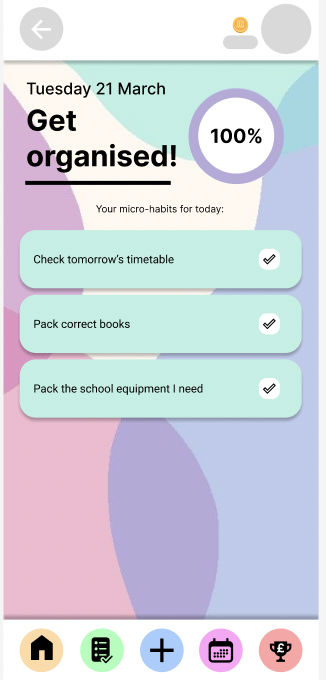 Tuesday 21 March
Get
organised!
100%
Your micro-habits for today:
Check tomorrow's timetable
Pack correct books
Pack the school equipment I need
£